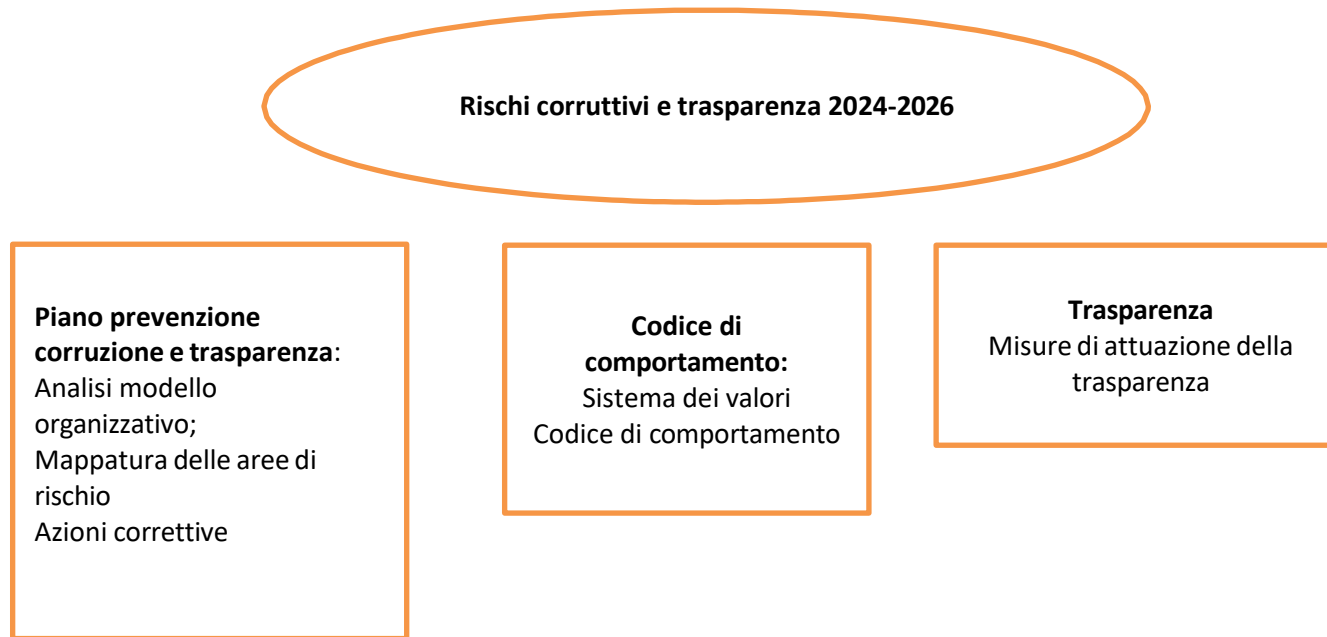 Rischi corruttivi e trasparenza 2024-2026
Piano prevenzione
corruzione e trasparenza:
Analisi modello
organizzativo;
Mappatura delle aree di
rischio
Azioni correttive
Codice di
comportamento:
Sistema dei valori
Codice di comportamento
Trasparenza
Misure di attuazione della
trasparenza